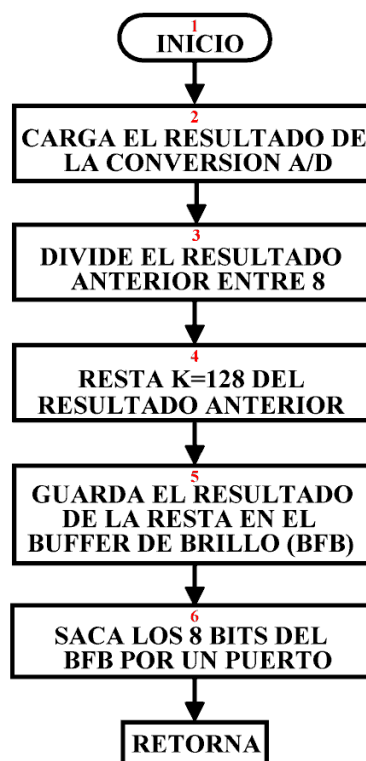 1
INICIO
2
CARGA EL RESULTADO DE
LA CONVERSION A/D
3
DIVIDE EL RESULTADO
ANTERIOR ENTRE 8
4
RESTA K=128 DEL
RESULTADO ANTERIOR
5
GUARDA EL RESULTADO
DE LA RESTA EN EL
BUFFER DE BRILLO (BFB)
6
SACA LOS 8 BITS DEL
BFB POR UN PUERTO
RETORNA